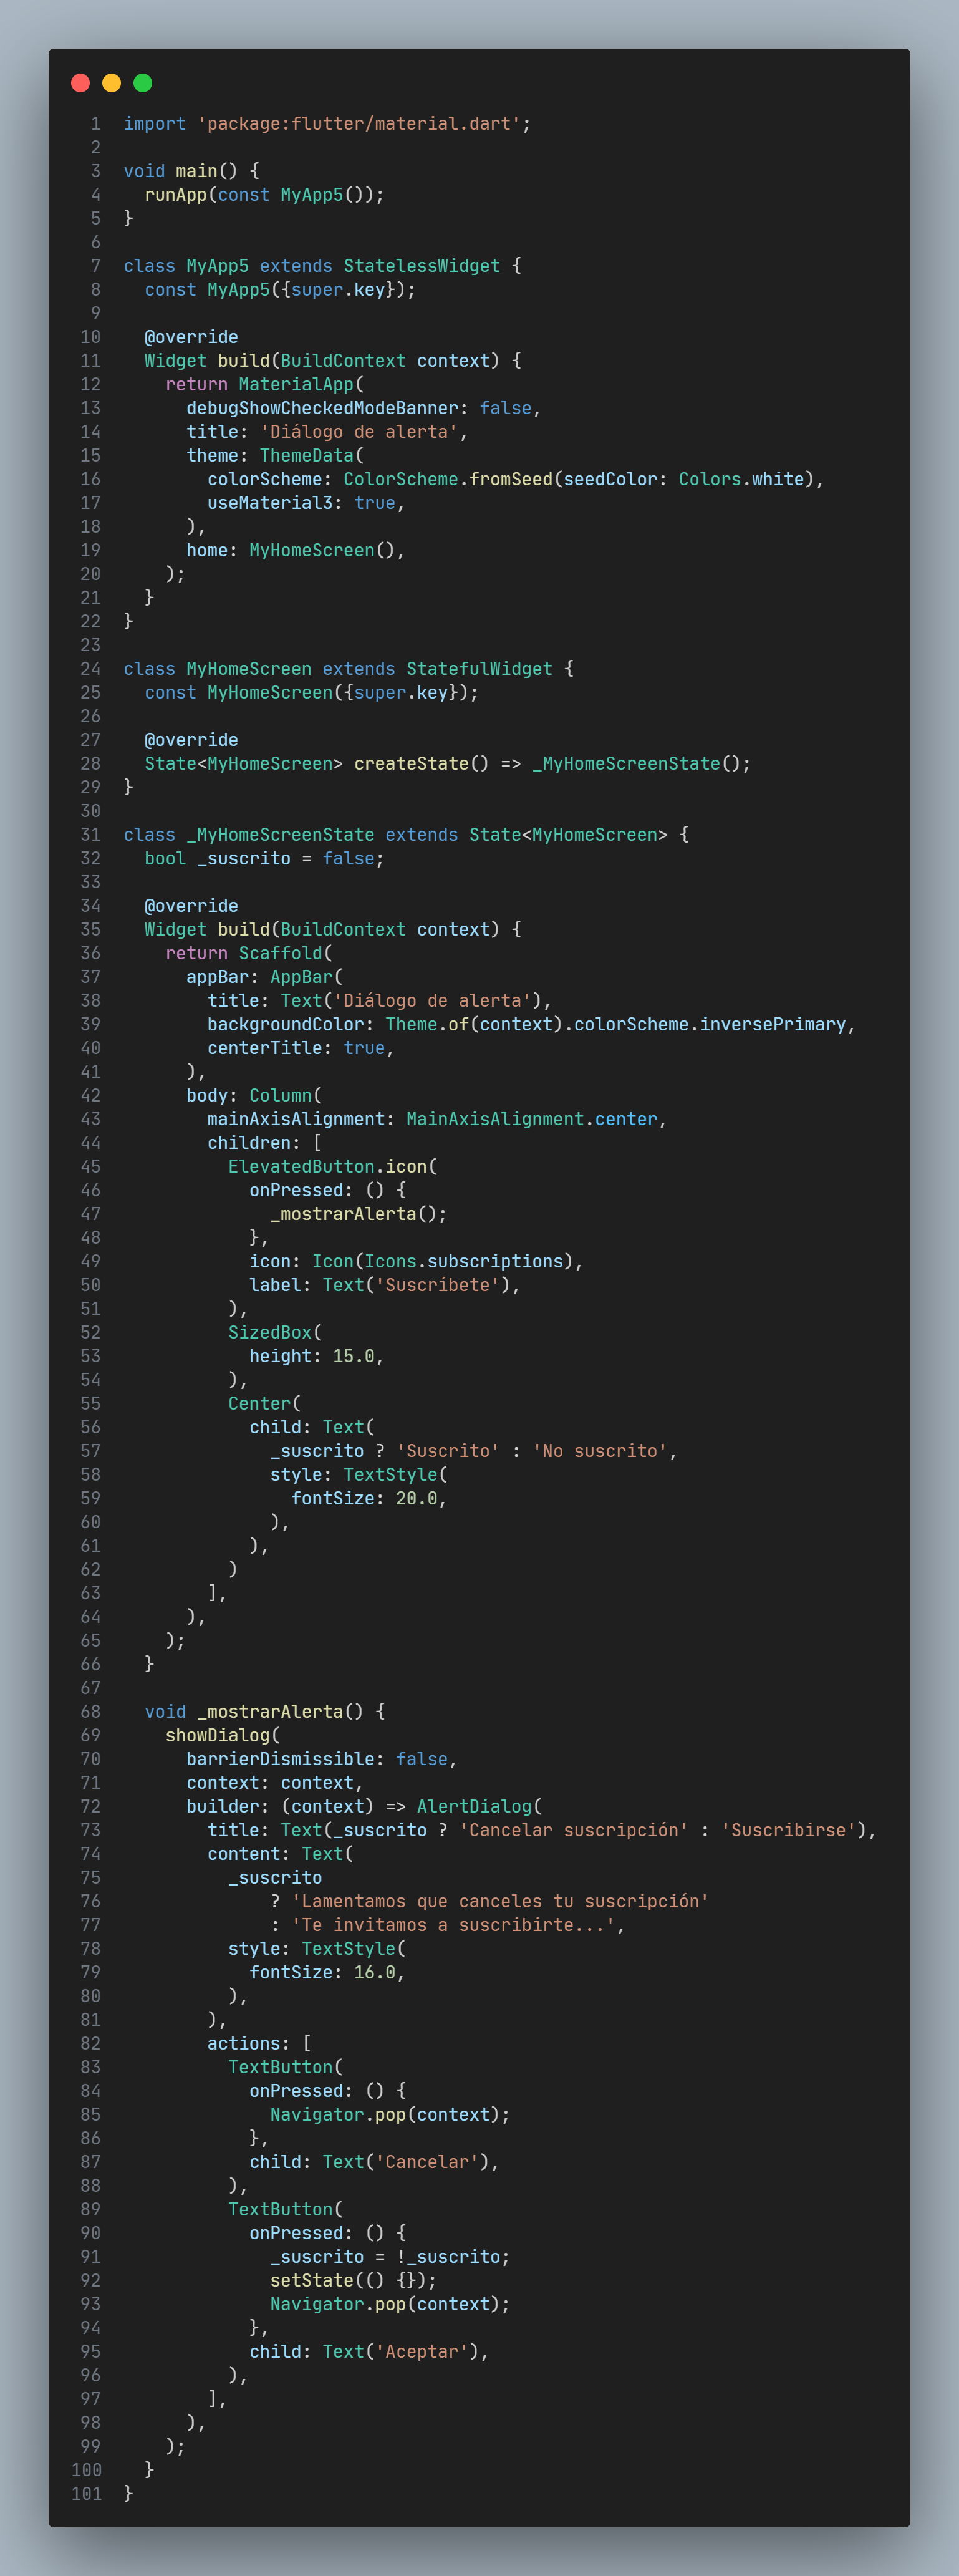 1 import 'package:flutter/material.dart';
2
3 void main() {
4   runApp(const MyApp5());
5 }
6
7 class MyApp5 extends StatelessWidget {
8   const MyApp5({super.key});
9
10   @override
11   Widget build(BuildContext context) {
12     return MaterialApp(
13       debugShowCheckedModeBanner: false,
14       title: 'Diálogo de alerta',
15       theme: ThemeData(
16         colorScheme: ColorScheme.fromSeed(seedColor: Colors.white),
17         useMaterial3: true,
18       ),
19       home: MyHomeScreen(),
20     );
21   }
22 }
23
24 class MyHomeScreen extends StatefulWidget {
25   const MyHomeScreen({super.key});
26
27   @override
28   State<MyHomeScreen> createState() => _MyHomeScreenState();
29 }
30
31 class _MyHomeScreenState extends State<MyHomeScreen> {
32   bool _suscrito = false;
33
34   @override
35   Widget build(BuildContext context) {
36     return Scaffold(
37       appBar: AppBar(
38         title: Text('Diálogo de alerta'),
39         backgroundColor: Theme.of(context).colorScheme.inversePrimary,
40         centerTitle: true,
41       ),
42       body: Column(
43         mainAxisAlignment: MainAxisAlignment.center,
44         children: [
45           ElevatedButton.icon(
46             onPressed: () {
47               _mostrarAlerta();
48             },
49             icon: Icon(Icons.subscriptions),
50             label: Text('Suscríbete'),
51           ),
52           SizedBox(
53             height: 15.0,
54           ),
55           Center(
56             child: Text(
57               _suscrito ? 'Suscrito' : 'No suscrito',
58               style: TextStyle(
59                 fontSize: 20.0,
60               ),
61             ),
62           )
63         ],
64       ),
65     );
66   }
67
68   void _mostrarAlerta() {
69     showDialog(
70       barrierDismissible: false,
71       context: context,
72       builder: (context) => AlertDialog(
73         title: Text(_suscrito ? 'Cancelar suscripción' : 'Suscribirse'),
74         content: Text(
75           _suscrito
76               ? 'Lamentamos que canceles tu suscripción'
77               : 'Te invitamos a suscribirte...',
78           style: TextStyle(
79             fontSize: 16.0,
80           ),
81         ),
82         actions: [
83           TextButton(
84             onPressed: () {
85               Navigator.pop(context);
86             },
87             child: Text('Cancelar'),
88           ),
89           TextButton(
90             onPressed: () {
91               _suscrito = !_suscrito;
92               setState(() {});
93               Navigator.pop(context);
94             },
95             child: Text('Aceptar'),
96           ),
97         ],
98       ),
99     );
100   }
101 }